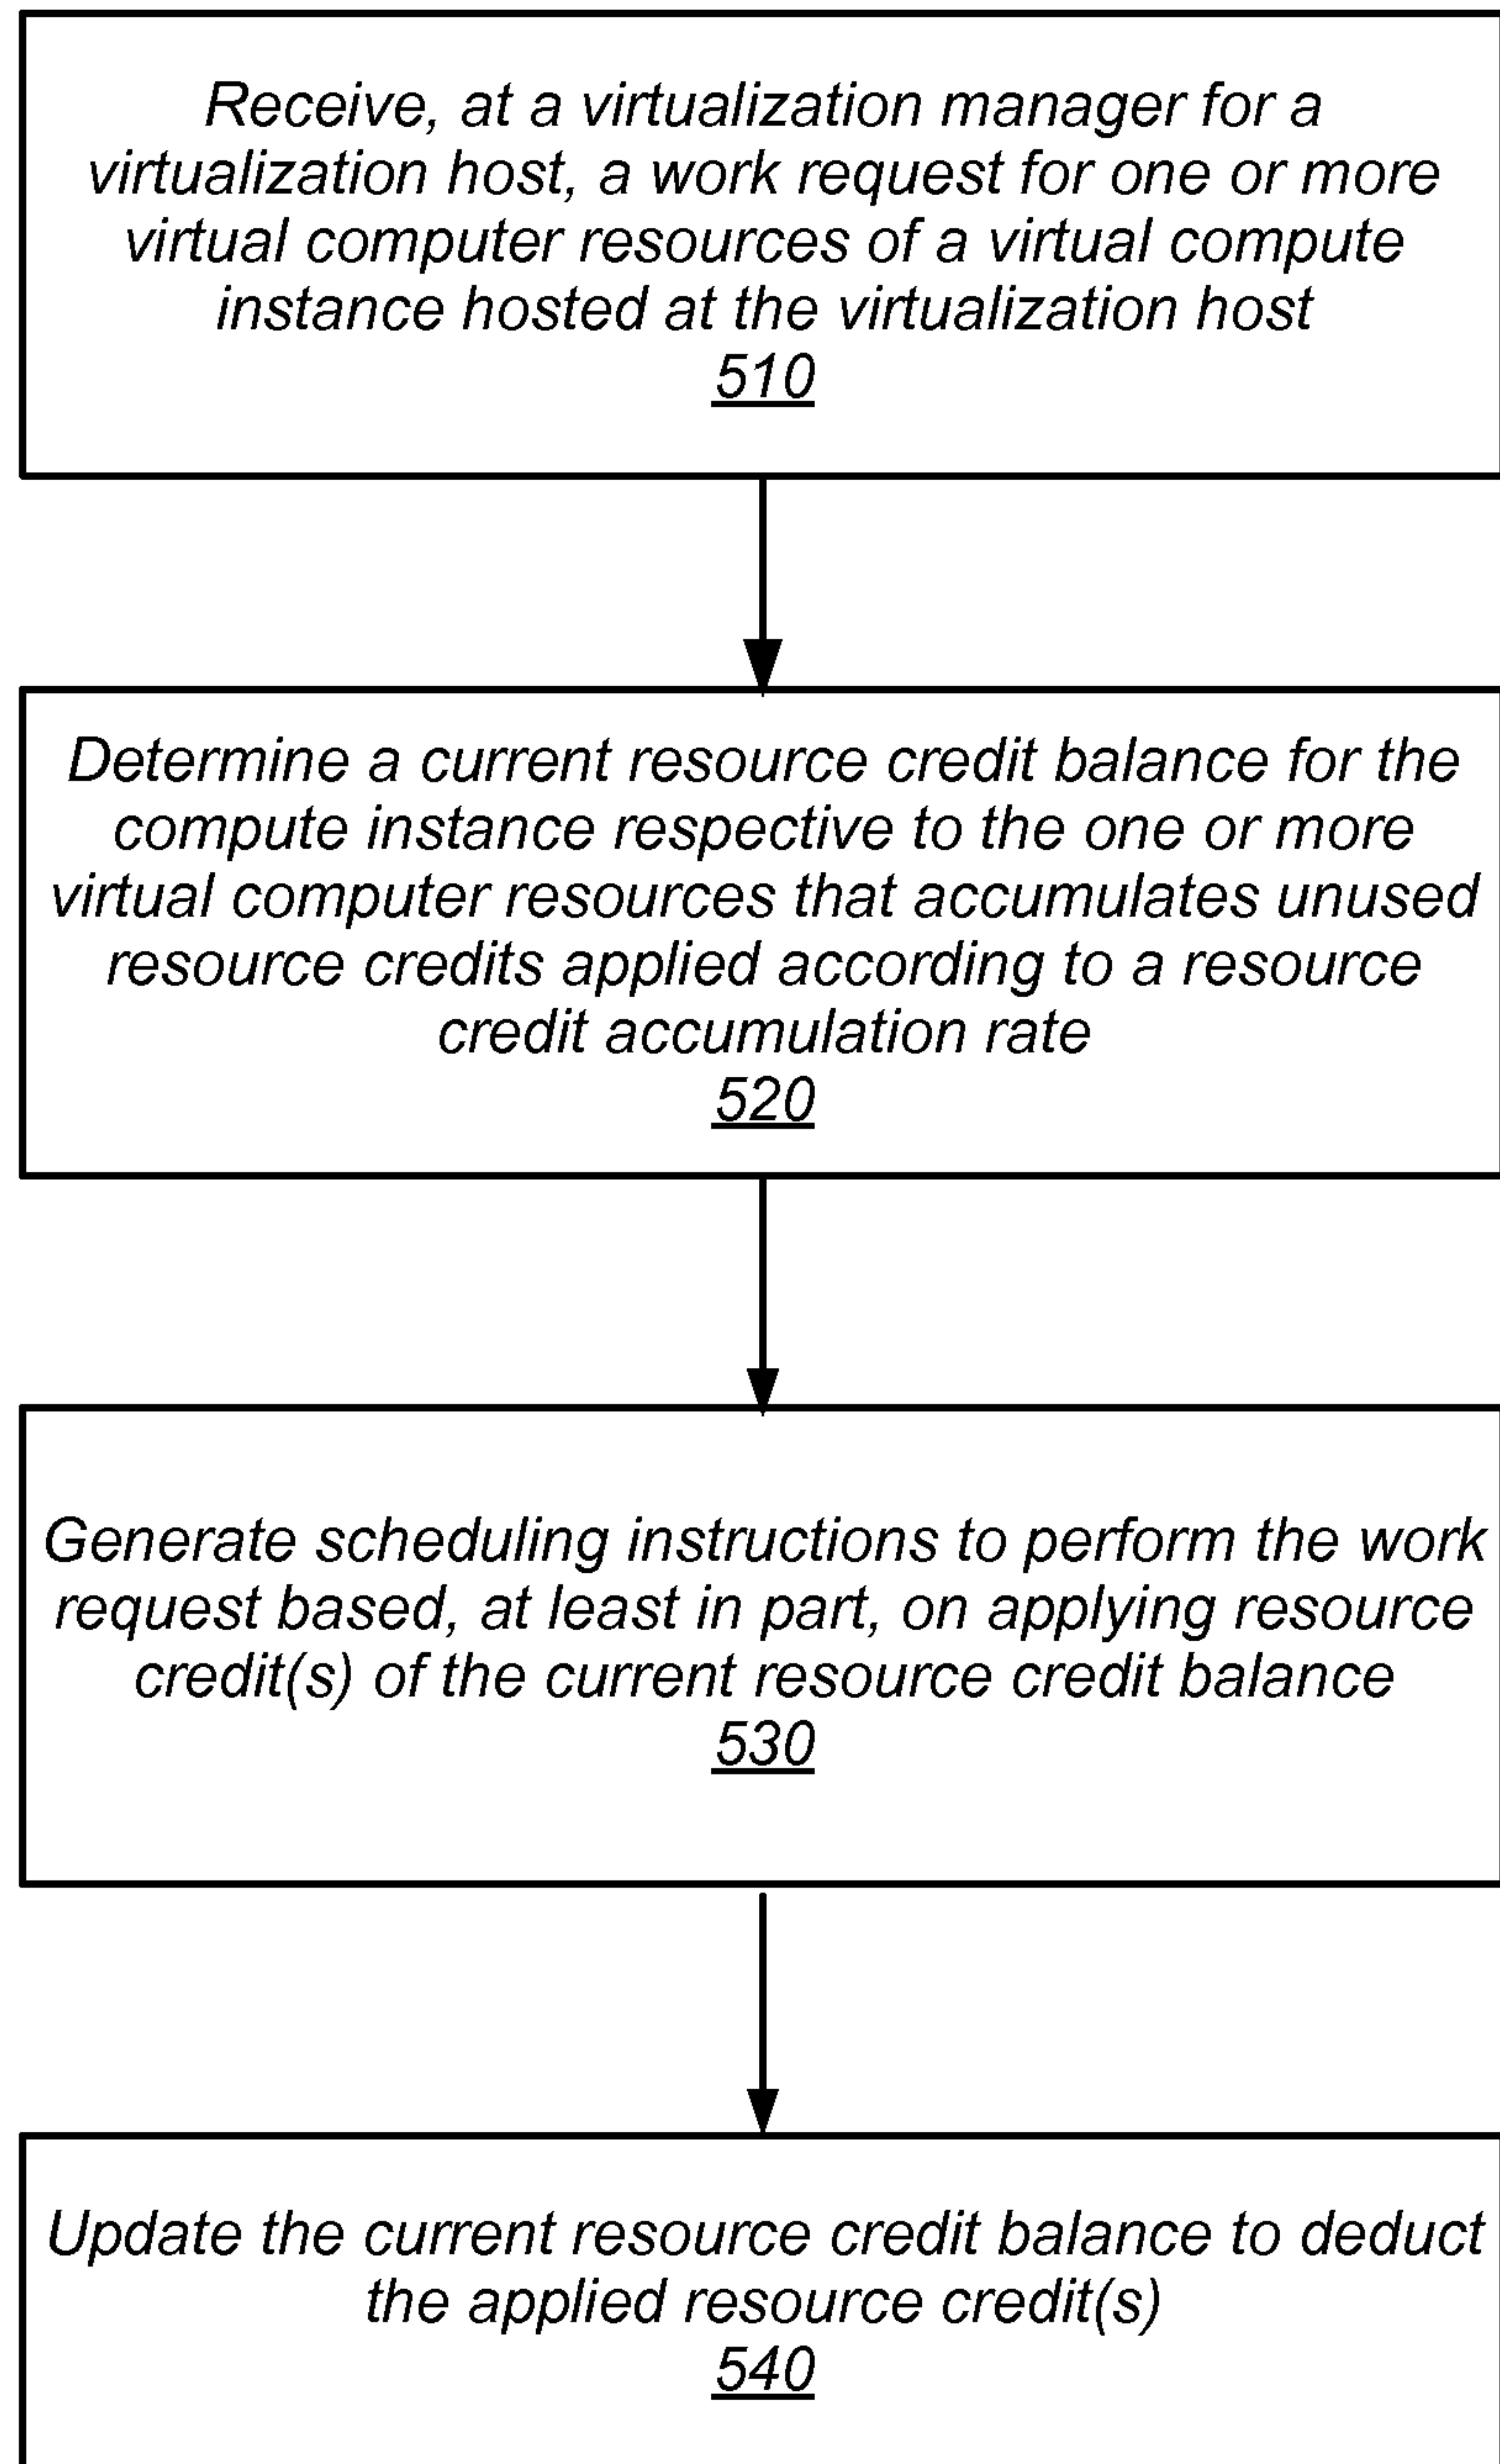 Receive, at a virtualization manager for a
virtualization host, a work request for one or more
virtual computer resources of a virtual compute
instance hosted at the virtualization host
510
Determine a current resource credit balance for the
compute instance respective to the one or more
virtual computer resources that accumulates unused
resource credits applied according to a resource
credit accumulation rate
520
Generate scheduling instructions to perform the work
request based, at least in part, on applying resource
credit(s) of the current resource credit balance
530
Update the current resource credit balance to deduct
the applied resource credit(s)
540